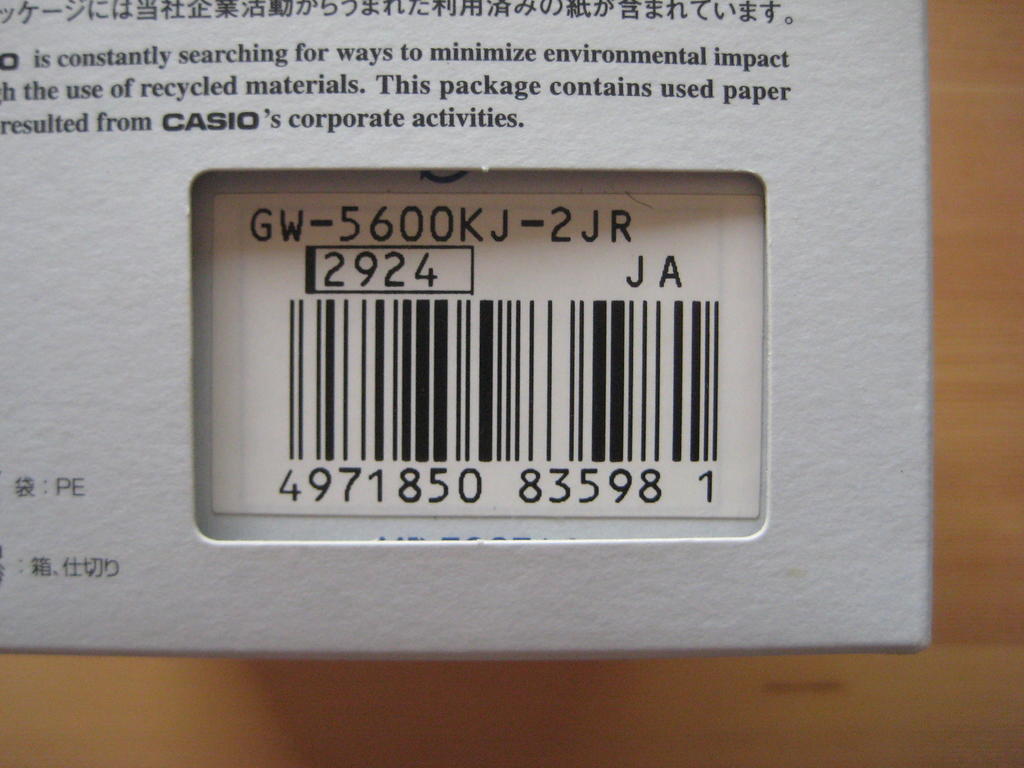 ッケージには当社企業活動からうまれた利用済みの紙が含まれています。
is constantly searching for ways to minimize environmental impact
the use of recycled materials. This package contains used paper
resulted from CASIO's corporate activities.
GW-5600KJ-2JR
2924 JA
4971850 83598 1
袋:PE
:箱、仕切り